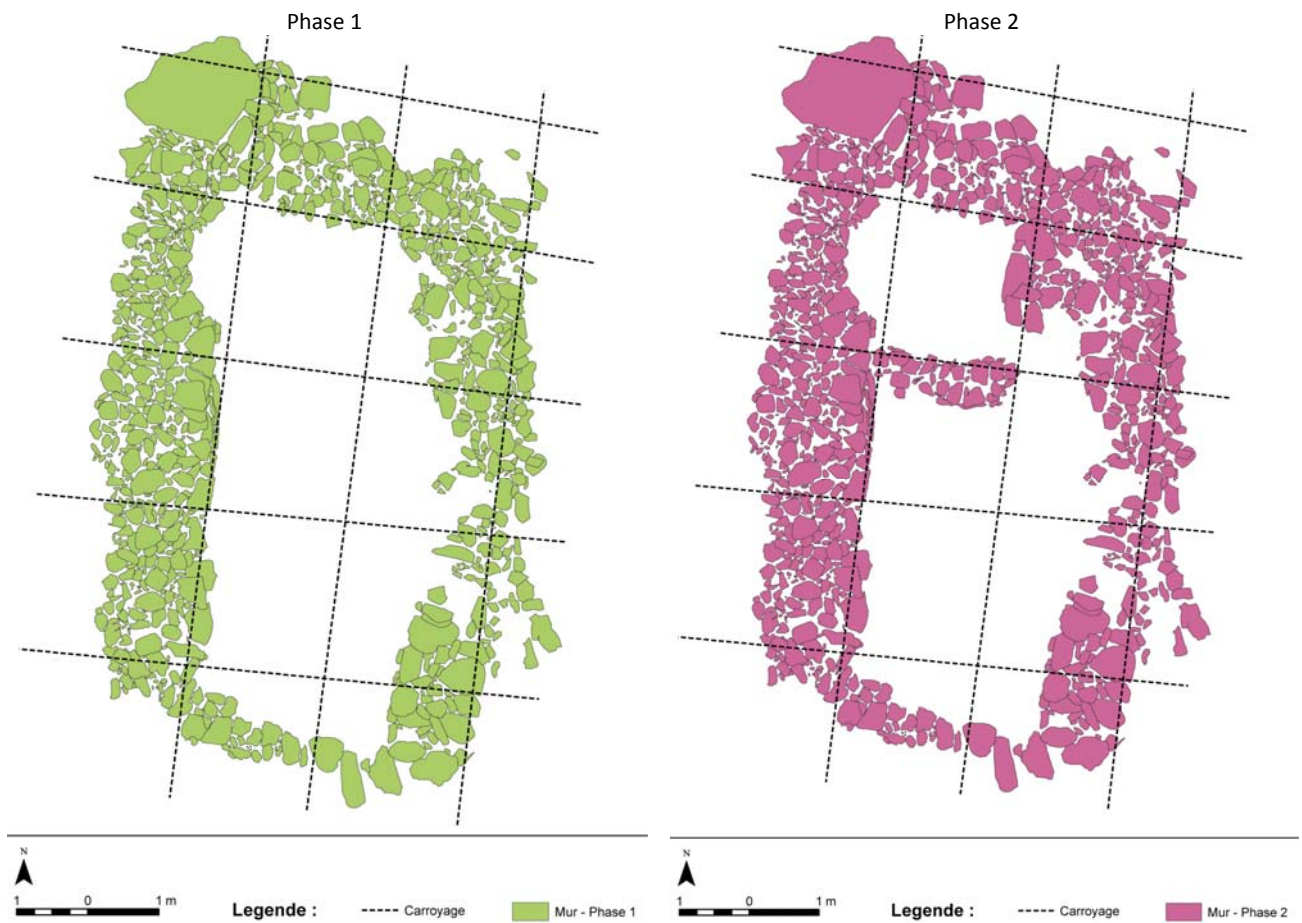 Phase 1
Phase 2
N
1 0 1 m
Legende :
Carroyage
Mur - Phase 1
N
1 0 1 m
Legende :
Carroyage
Mur - Phase 2